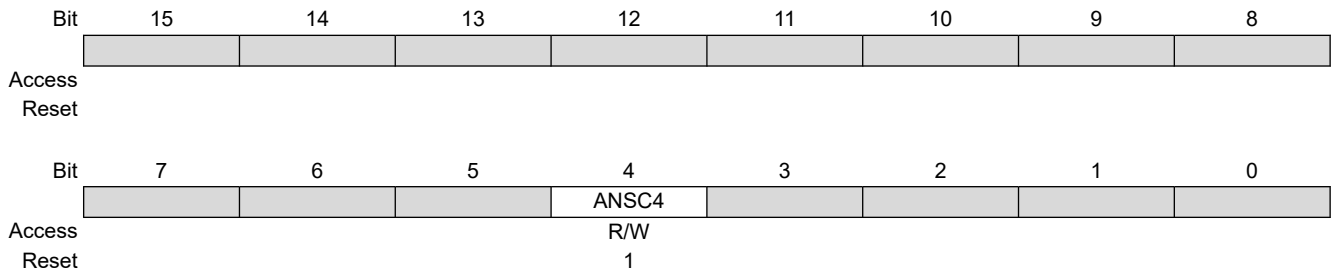 Bit 15 14 13 12 11 10 9 8
Access
Reset
Bit 7 6 5 4 3 2 1 0
ANSC4
Access R/W
Reset 1